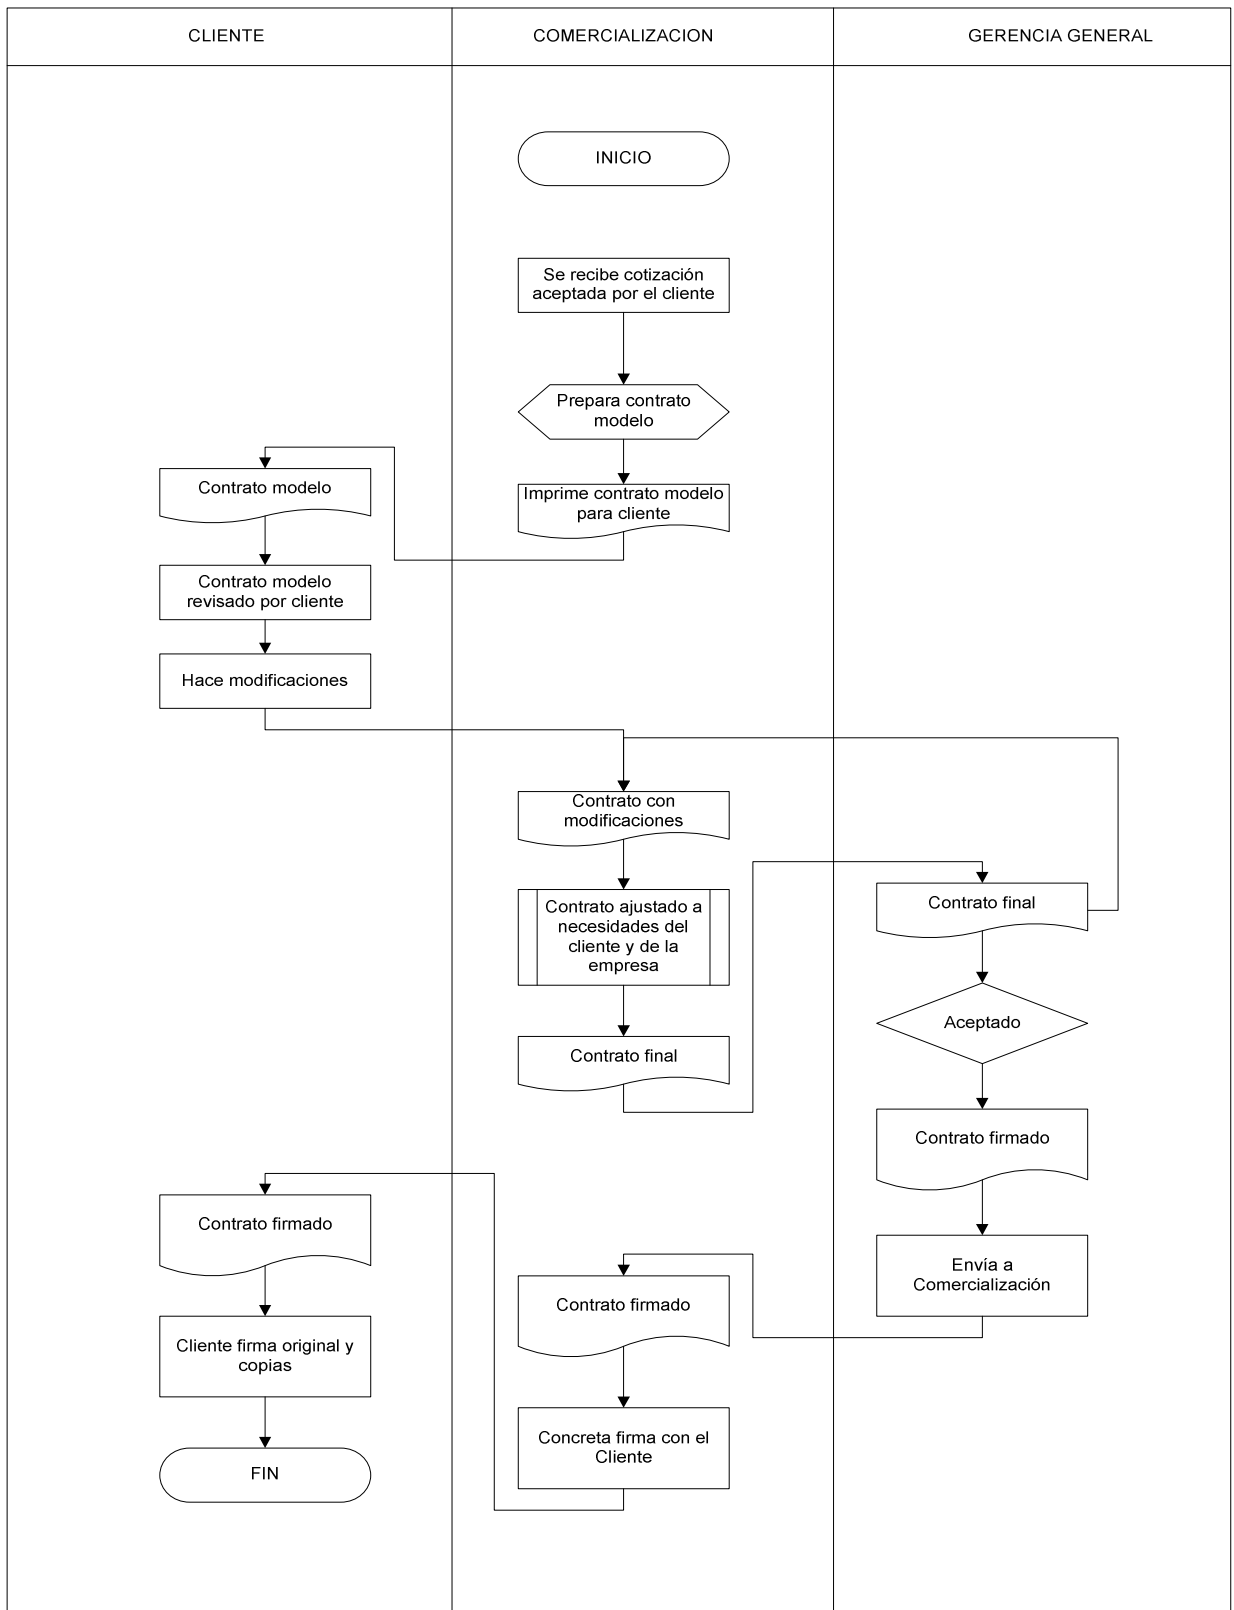 CLIENTE
COMERCIALIZACION
GERENCIA GENERAL
INICIO
Se recibe cotización
aceptada por el cliente
Prepara contrato
modelo
Imprime contrato modelo
para cliente
Contrato modelo
Contrato modelo
revisado por cliente
Hace modificaciones
Contrato con
modificaciones
Contrato ajustado a
necesidades del
cliente y de la
empresa
Contrato final
Contrato final
Aceptado
Contrato firmado
Envía a
Comercialización
Contrato firmado
Concreta firma con el
Cliente
Contrato firmado
Cliente firma original y
copias
FIN